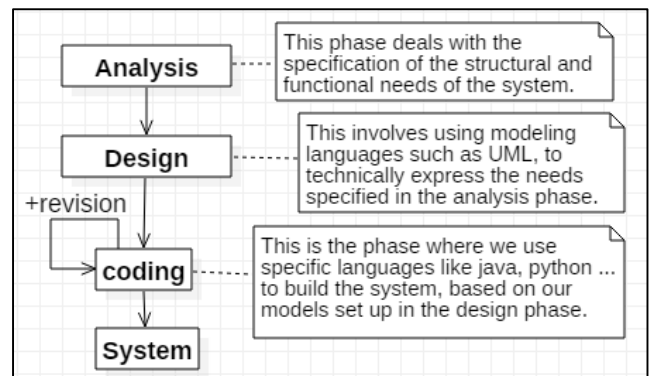 Analysis
This phase deals with the
specification of the structural and
functional needs of the system.
Design
This involves using modeling
languages such as UML, to
technically express the needs
specified in the analysis phase.
+revision
coding
This is the phase where we use
specific languages like java, python ...
to build the system, based on our
models set up in the design phase.
System